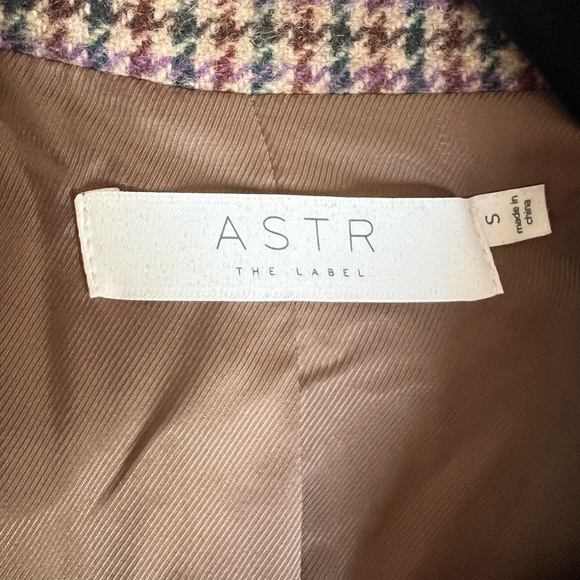 ASTR
THE LABEL
S
made in
china